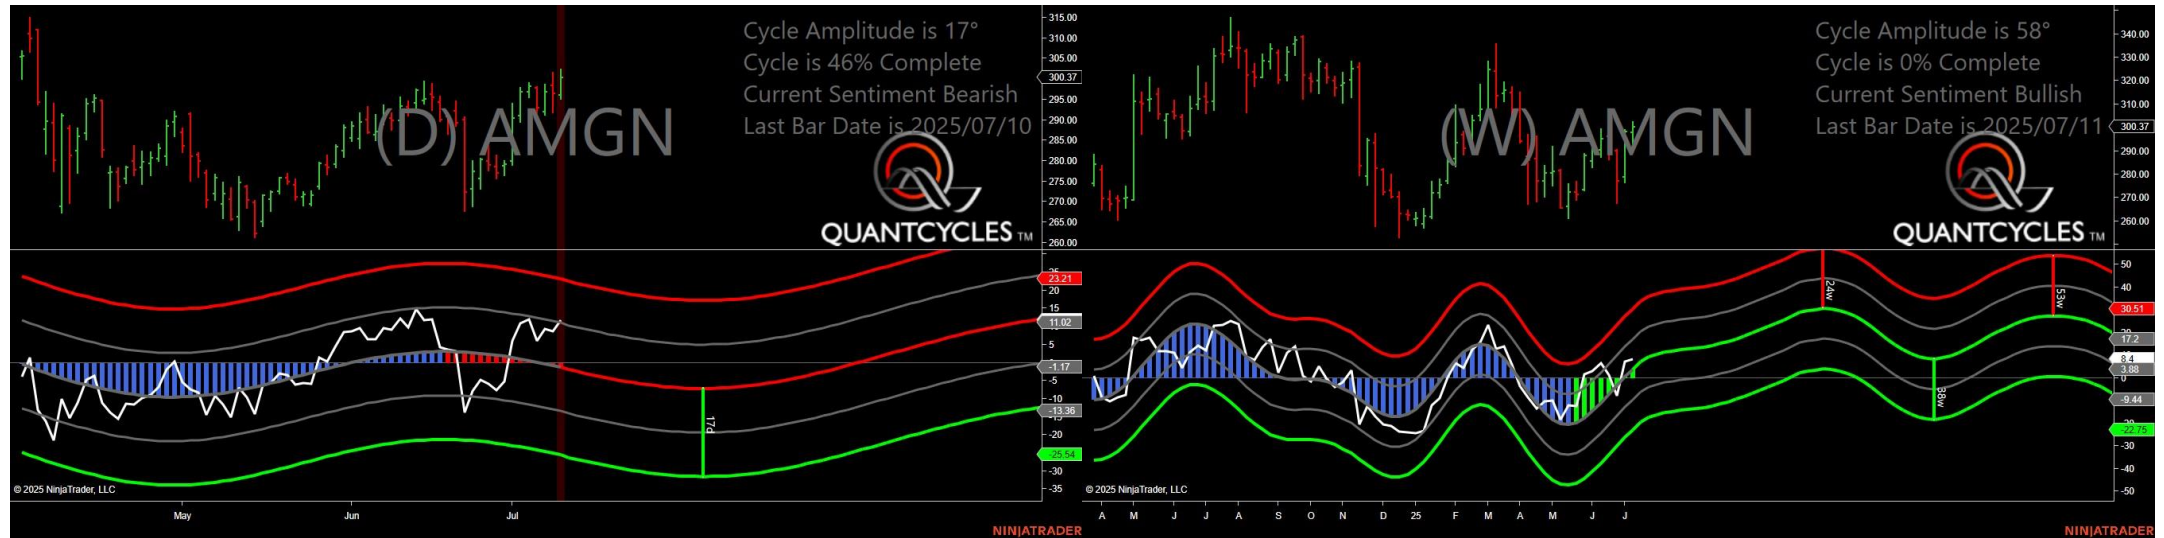 Cycle Amplitude is 17°
Cycle is 46% Complete
Current Sentiment Bearish
Last Bar Date is 2025/07/10
(D) AMGN
QUANTCYCLES TM
315.00
310.00
305.00
300.37
295.00
290.00
285.00
280.00
275.00
270.00
265.00
260.00
23.21
20
15
11.02
5
-1.17
-5
-10
-13.36
-20
-25.54
-30
-35
17d
© 2025 NinjaTrader, LLC
May
Jun
Jul
NINJATRADER
Cycle Amplitude is 58°
Cycle is 0% Complete
Current Sentiment Bullish
Last Bar Date is 2025/07/11
(W) AMGN
QUANTCYCLES TM
340.00
330.00
320.00
310.00
300.37
290.00
280.00
270.00
260.00
50
40
30.51
17.2
8.4
3.88
0
-9.44
-22.75
-30
-40
-50
24w
53w
© 2025 NinjaTrader, LLC
A M J J A S O N D 25 F M A M J J
NINJATRADER